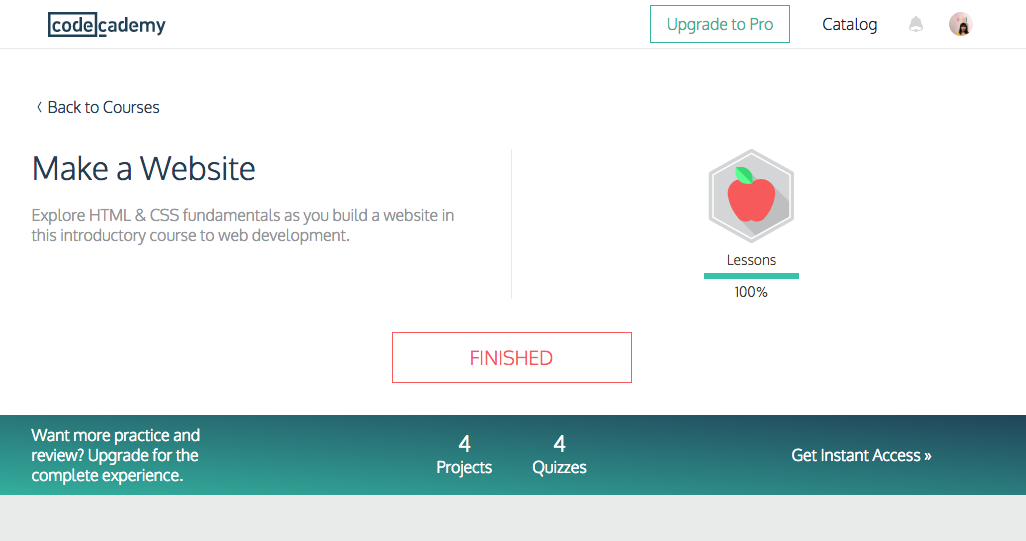 codecademy
Upgrade to Pro
Catalog
Back to Courses
Make a Website
Explore HTML & CSS fundamentals as you build a website in
this introductory course to web development.
Lessons
100%
FINISHED
Want more practice and
review? Upgrade for the
complete experience.
4
Projects
4
Quizzes
Get Instant Access »